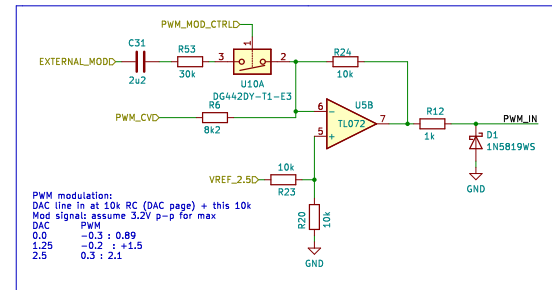 PWM_MOD_CTRL
C31
R53
1
R24
EXTERNAL_MOD
3
2
2u2
30k
U10A
10k
DG442DY-T1-E3
R6
U5B
PWM_CV
6
-
TL072
7
R12
PWM_IN
8k2
5
+
1k
D1
1N5819WS
10k
VREF_2.5
GND
R23
PWM modulation:
DAC line in at 10k RC (DAC page) + this 10k
Mod signal: assume 3.2V p-p for max
DAC PWM
0.0 -0.3 : 0.89
1.25 -0.2 : +1.5
2.5 0.3 : 2.1
R20
10k
GND